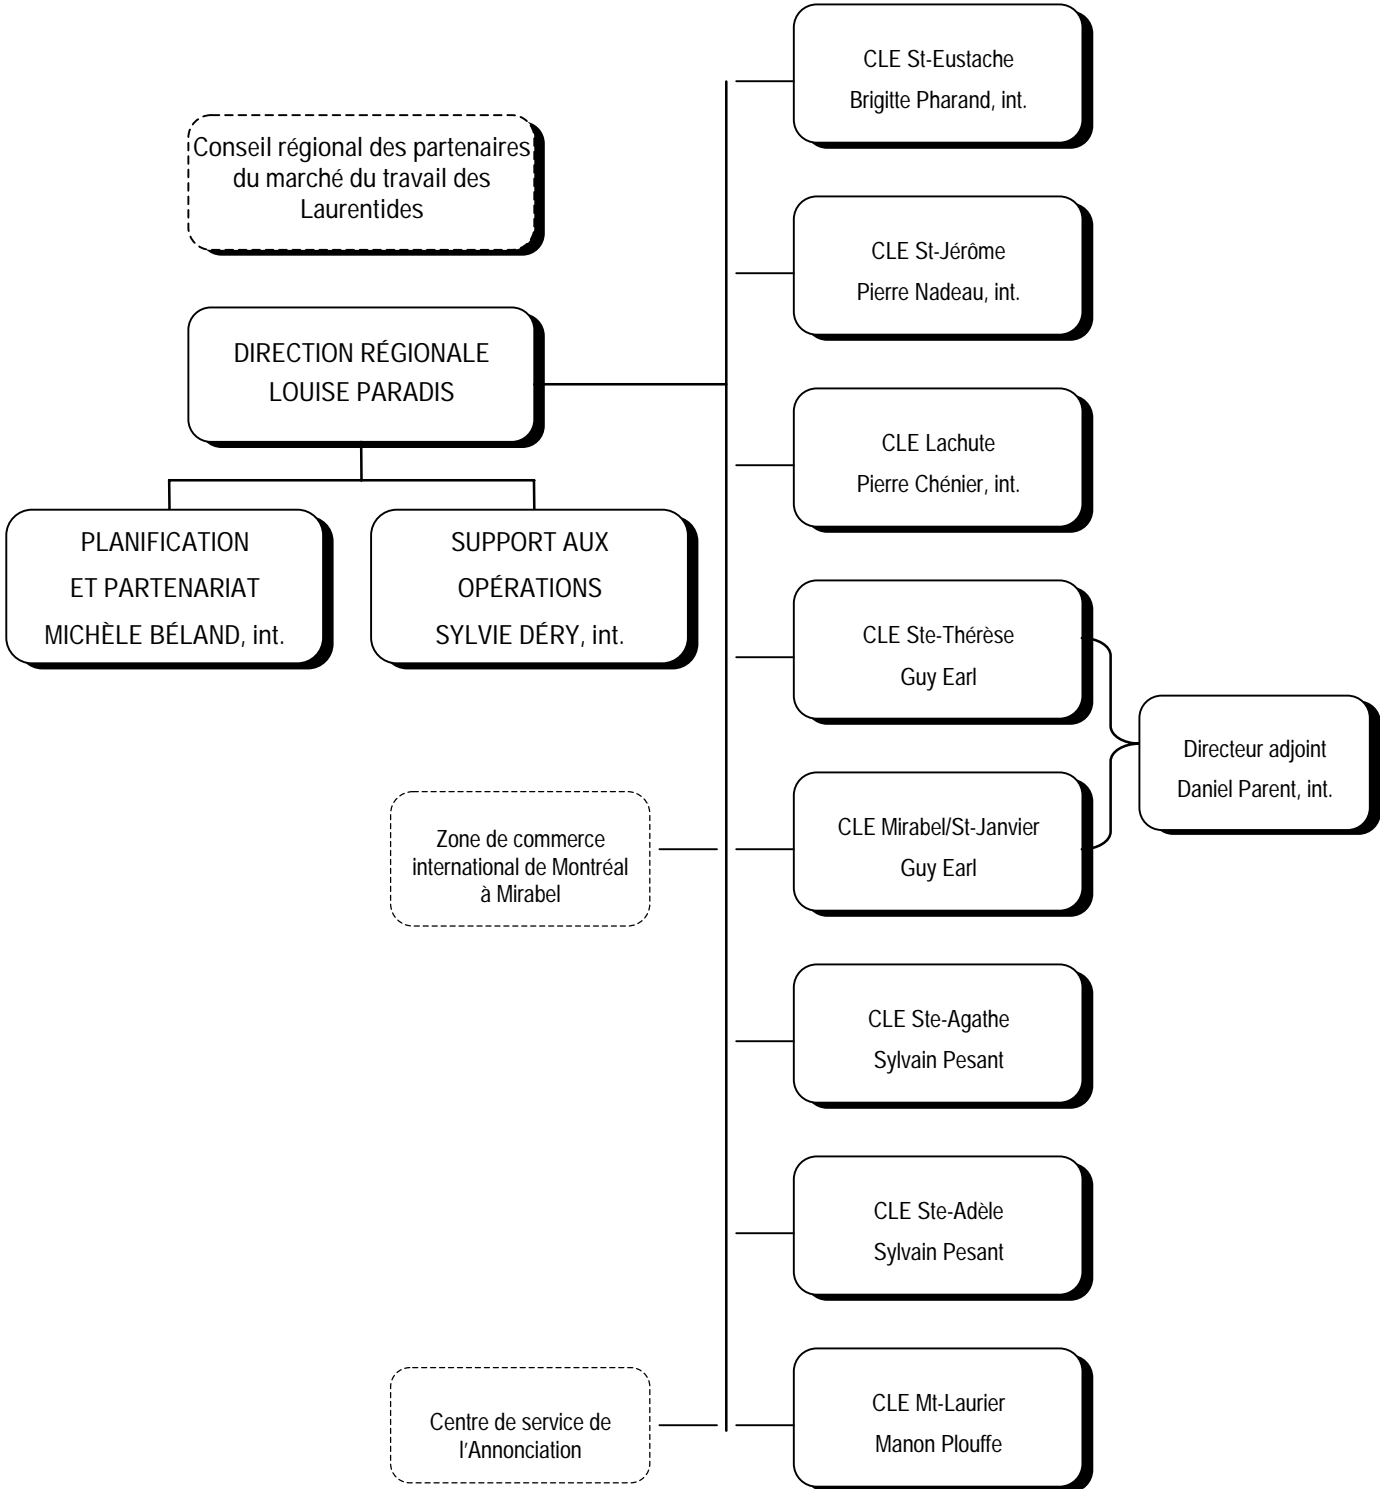 CLE St-Eustache
Brigitte Pharand, int.
Conseil régional des partenaires
du marché du travail des
Laurentides
CLE St-Jérôme
Pierre Nadeau, int.
DIRECTION RÉGIONALE
LOUISE PARADIS
CLE Lachute
Pierre Chénier, int.
PLANIFICATION
ET PARTENARIAT
MICHÈLE BÉLAND, int.
SUPPORT AUX
OPÉRATIONS
SYLVIE DÉRY, int.
CLE Ste-Thérèse
Guy Earl
Directeur adjoint
Daniel Parent, int.
Zone de commerce
international de Montréal
à Mirabel
CLE Mirabel/St-Janvier
Guy Earl
CLE Ste-Agathe
Sylvain Pesant
CLE Ste-Adèle
Sylvain Pesant
Centre de service de
l'Annonciation
CLE Mt-Laurier
Manon Plouffe